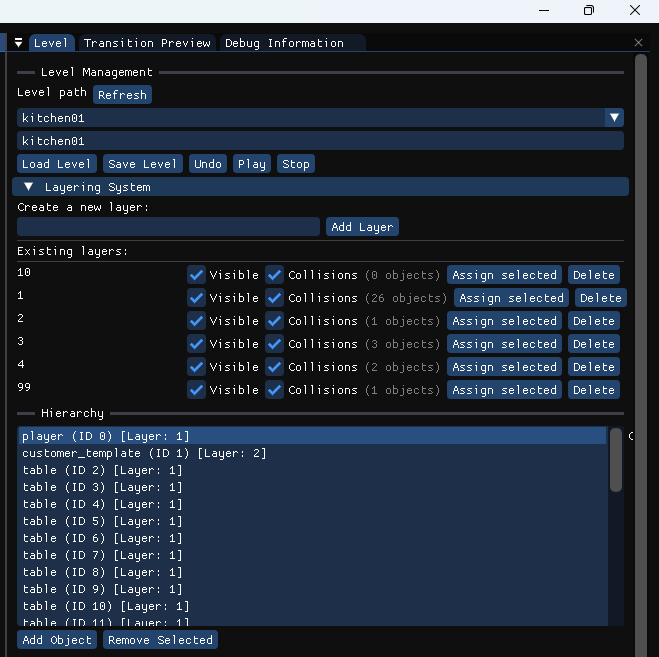 Level Transition Preview Debug Information
Level Management
Level path Refresh
kitchen01
kitchen01
Load Level Save Level Undo Play Stop
Layering System
Create a new layer:
Add Layer
Existing layers:
10 Visible Collisions (0 objects) Assign selected Delete
1 Visible Collisions (26 objects) Assign selected Delete
2 Visible Collisions (1 objects) Assign selected Delete
3 Visible Collisions (3 objects) Assign selected Delete
4 Visible Collisions (2 objects) Assign selected Delete
99 Visible Collisions (1 objects) Assign selected Delete
Hierarchy
player (ID 0) [Layer: 1]
customer_template (ID 1) [Layer: 2]
table (ID 2) [Layer: 1]
table (ID 3) [Layer: 1]
table (ID 4) [Layer: 1]
table (ID 5) [Layer: 1]
table (ID 6) [Layer: 1]
table (ID 7) [Layer: 1]
table (ID 8) [Layer: 1]
table (ID 9) [Layer: 1]
table (ID 10) [Layer: 1]
table (ID 11) [Layer: 1]
Add Object Remove Selected